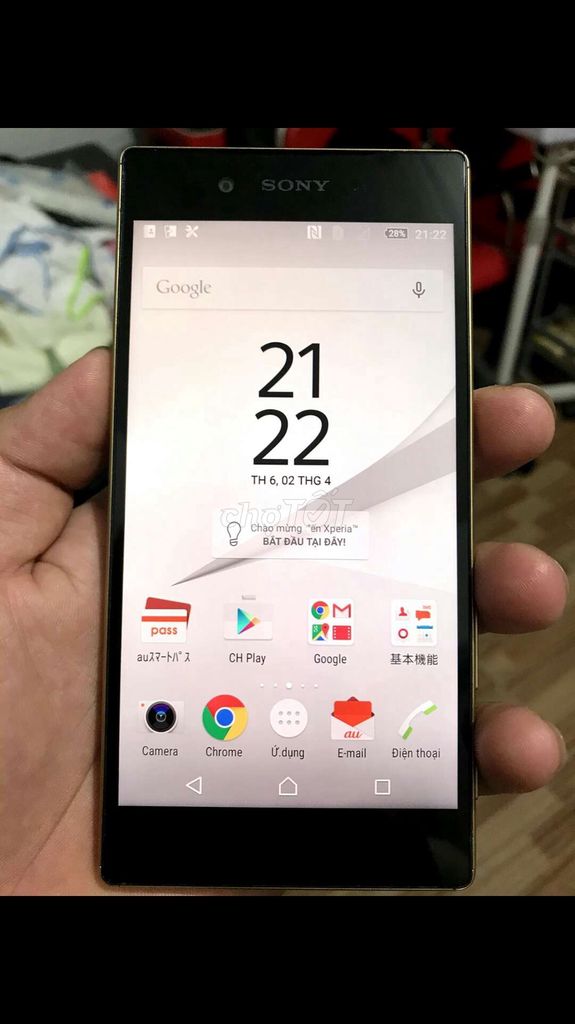 SONY
28% 21:22
Google
21
22
TH 6, 02 THG 4
chợTỐT
Chào mừng đến Xperia™
BẮT ĐẦU TẠI ĐÂY!
pass
auスマートパス
CH Play
Google
基本機能
au
Camera
Chrome
Ứ.dụng
E-mail
Điện thoại